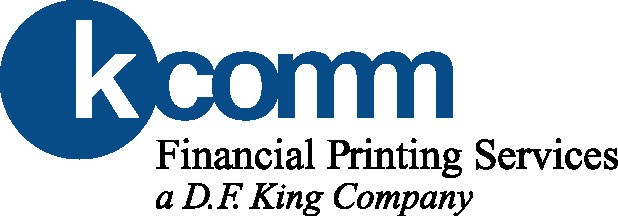 kcomm
Financial Printing Services
a D.F. King Company